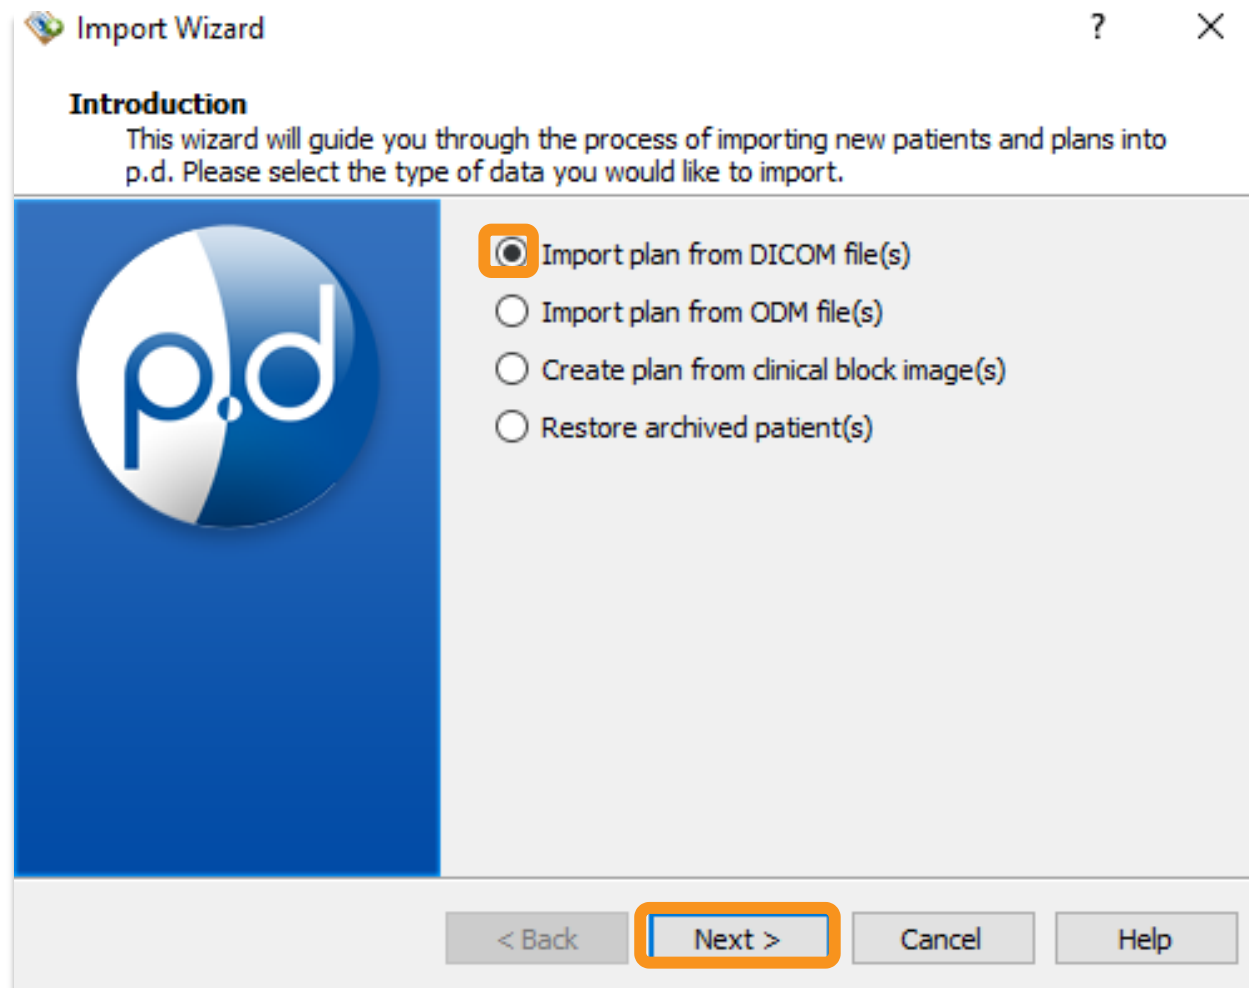 Import Wizard
?
Introduction
This wizard will guide you through the process of importing new patients and plans into
p.d. Please select the type of data you would like to import.
p.d
Import plan from DICOM file(s)
Import plan from ODM file(s)
Create plan from clinical block image(s)
Restore archived patient(s)
< Back
Next >
Cancel
Help